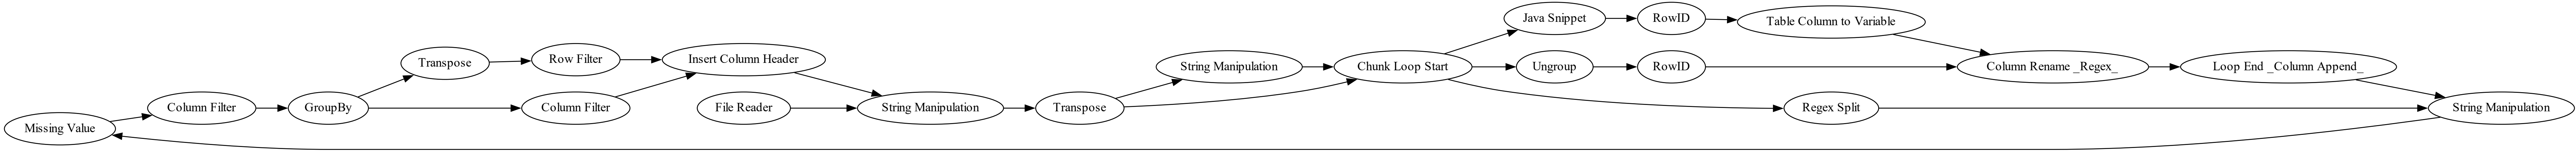 Missing Value
Column Filter
GroupBy
Transpose
Row Filter
Insert Column Header
Column Filter
File Reader
String Manipulation
Transpose
String Manipulation
Chunk Loop Start
Java Snippet
RowID
Table Column to Variable
Ungroup
RowID
Column Rename _Regex_
Loop End _Column Append_
Regex Split
String Manipulation